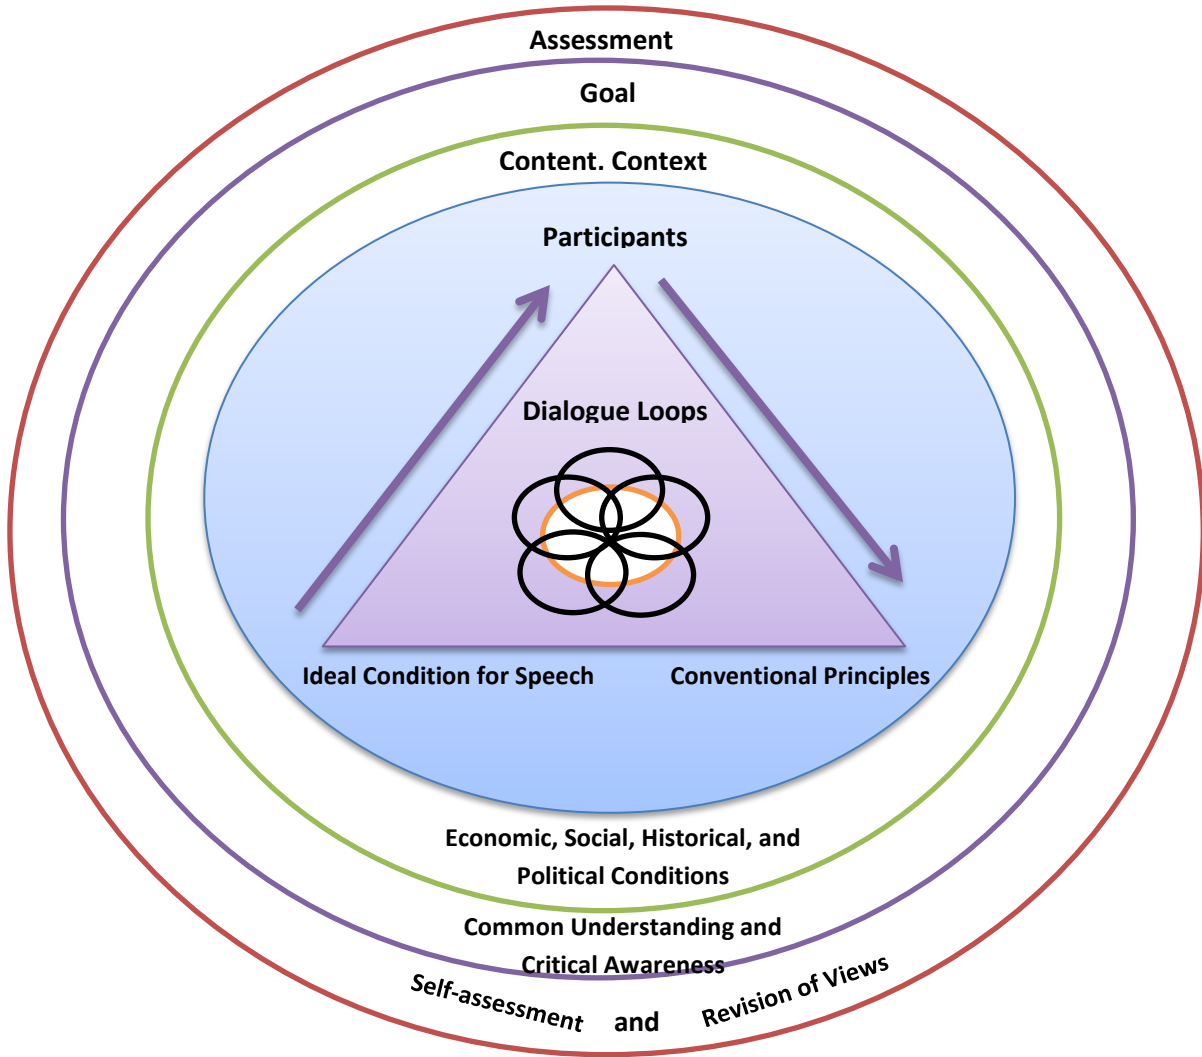 Assessment
Goal
Content. Context
Participants
Dialogue Loops
Ideal Condition for Speech
Conventional Principles
Economic, Social, Historical, and
Political Conditions
Common Understanding and
Critical Awareness
Self-assessment and Revision of Views